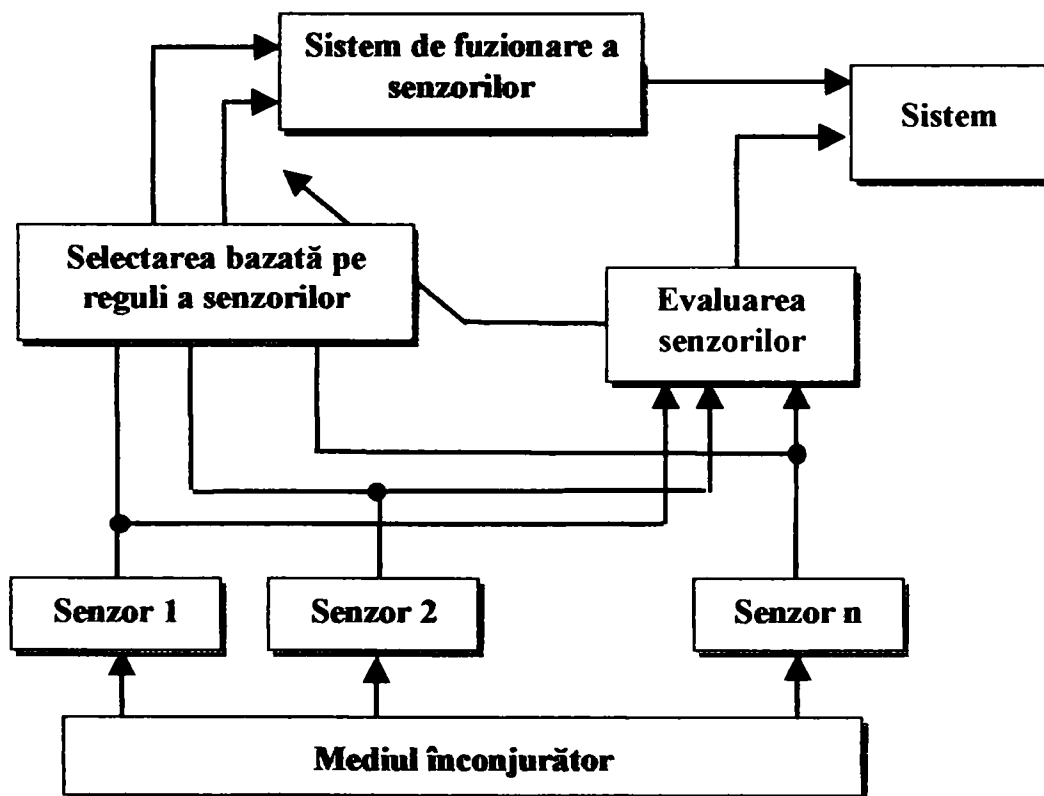 Sistem de fuzionare a
senzorilor
Sistem
Selectarea bazată pe
reguli a senzorilor
Evaluarea
senzorilor
Senzor 1
Senzor 2
Senzor n
Mediul înconjurător